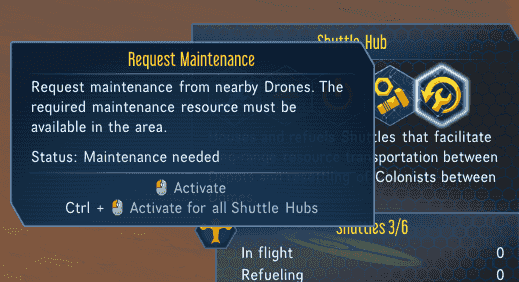 Shuttle Hub
Request Maintenance
Request maintenance from nearby Drones. The
required maintenance resource must be
available in the area.
Status: Maintenance needed
Activate
Ctrl + Activate for all Shuttle Hubs
refuels Shuttles that facilitate
between
Colonists between
Shuttles 3/6
In flight 0
Refueling 0